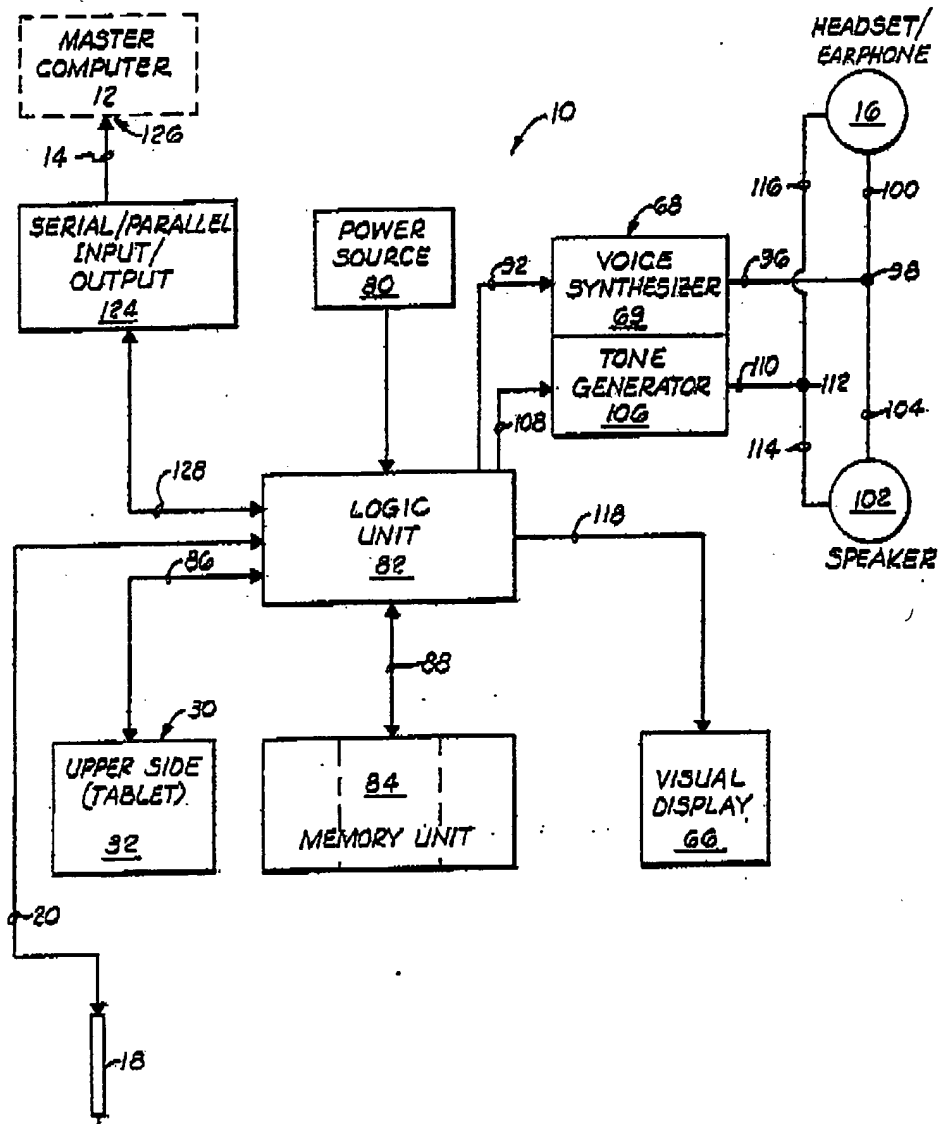 MASTER
COMPUTER
12
126
14
SERIAL/PARALLEL
INPUT/
OUTPUT
124
128
10
POWER
SOURCE
80
HEADSET/
EARPHONE
16
116
100
68
92
VOICE
SYNTHESIZER
69
96
98
TONE
GENERATOR
106
110
112
108
104
114
102
SPEAKER
LOGIC
UNIT
82
118
86
88
20
30
UPPER SIDE
(TABLET)
32
84
MEMORY UNIT
VISUAL
DISPLAY
66
18